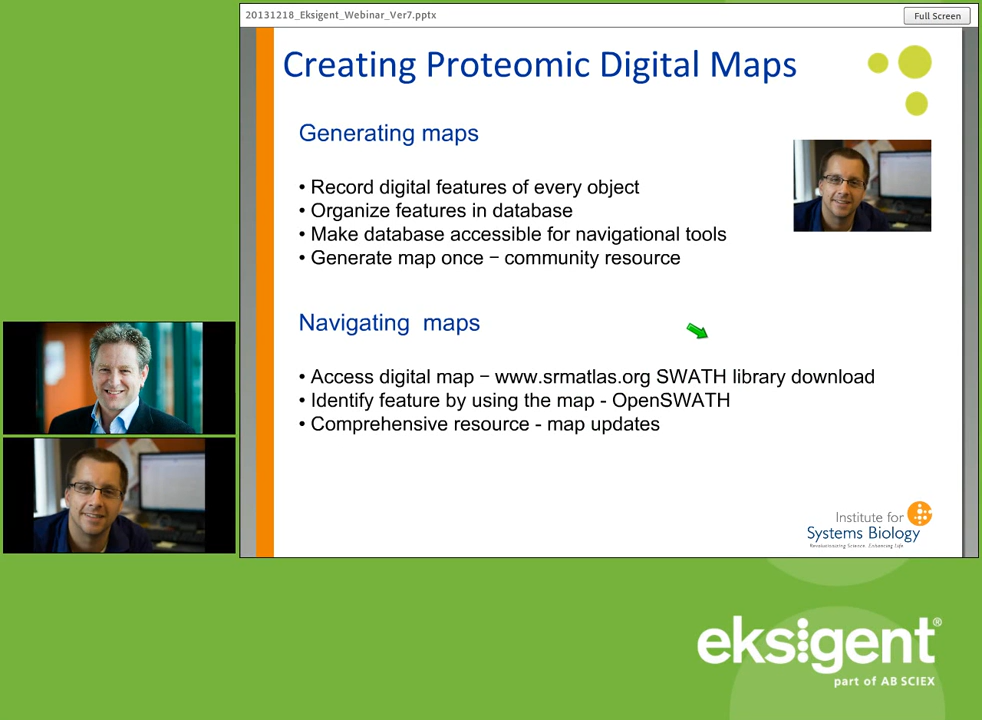 20131218_Eksigent_Webinar_Ver7.pptx
Full Screen
Creating Proteomic Digital Maps
Generating maps
• Record digital features of every object
• Organize features in database
• Make database accessible for navigational tools
• Generate map once – community resource
Navigating maps
• Access digital map – www.srmatlas.org SWATH library download
• Identify feature by using the map - OpenSWATH
• Comprehensive resource - map updates
Institute for
Systems Biology
Revolutionizing Science. Enhancing Life.
eksigent®
part of AB SCIEX